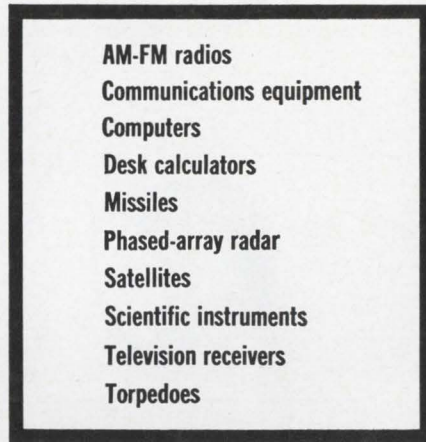 AM-FM radios
Communications equipment
Computers
Desk calculators
Missiles
Phased-array radar
Satellites
Scientific instruments
Television receivers
Torpedoes